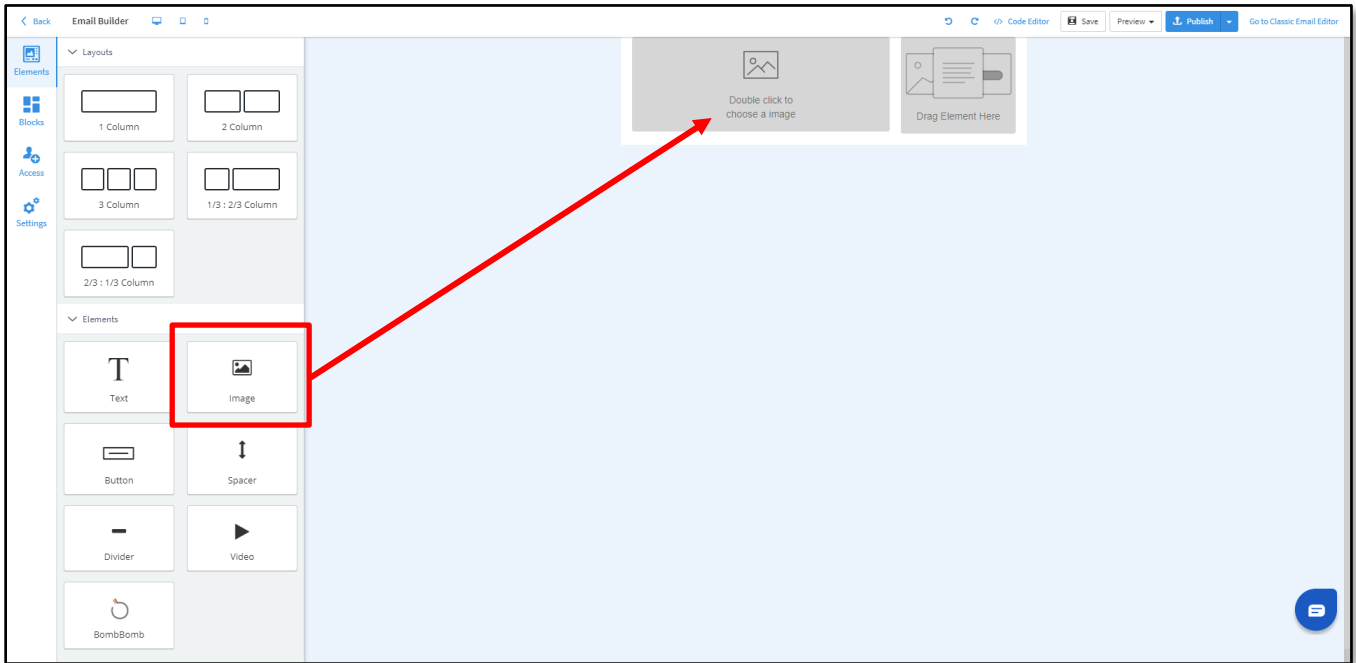 Back
Email Builder
</> Code Editor
Save
Preview
Publish
Go to Classic Email Editor
Elements
Blocks
Access
Settings
Layouts
1 Column
2 Column
3 Column
1/3 : 2/3 Column
2/3 : 1/3 Column
Elements
T
Text
Image
Button
Spacer
Divider
Video
BombBomb
Double click to
choose a image
Drag Element Here